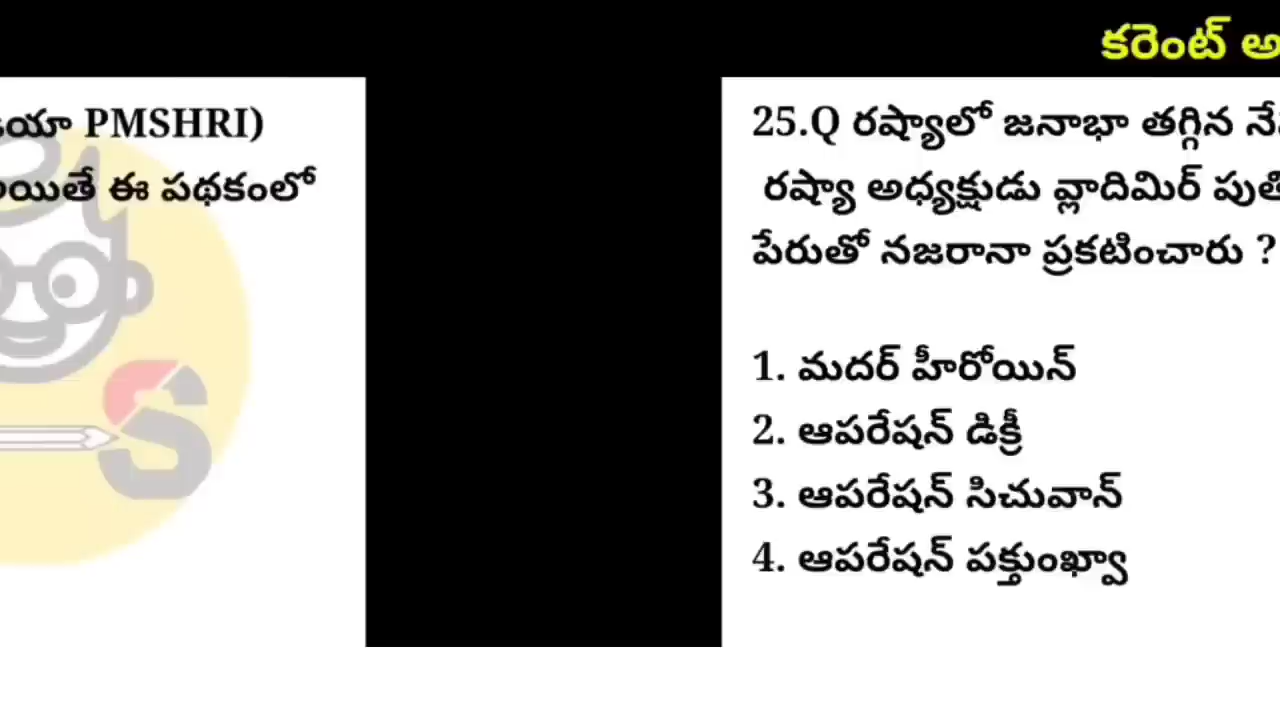 కరెంట్
PMSHRI)
ఈ పథకంలో
25.Q రష్యాలో జనాభా తగ్గిన
రష్యా అధ్యక్షుడు వ్లాదిమిర్
పేరుతో నజరానా ప్రకటించారు ?
1. మదర్ హీరోయిన్
2. ఆపరేషన్ డిక్రీ
3. ఆపరేషన్ సిచువాన్
4. ఆపరేషన్ పక్తుంఖ్వా